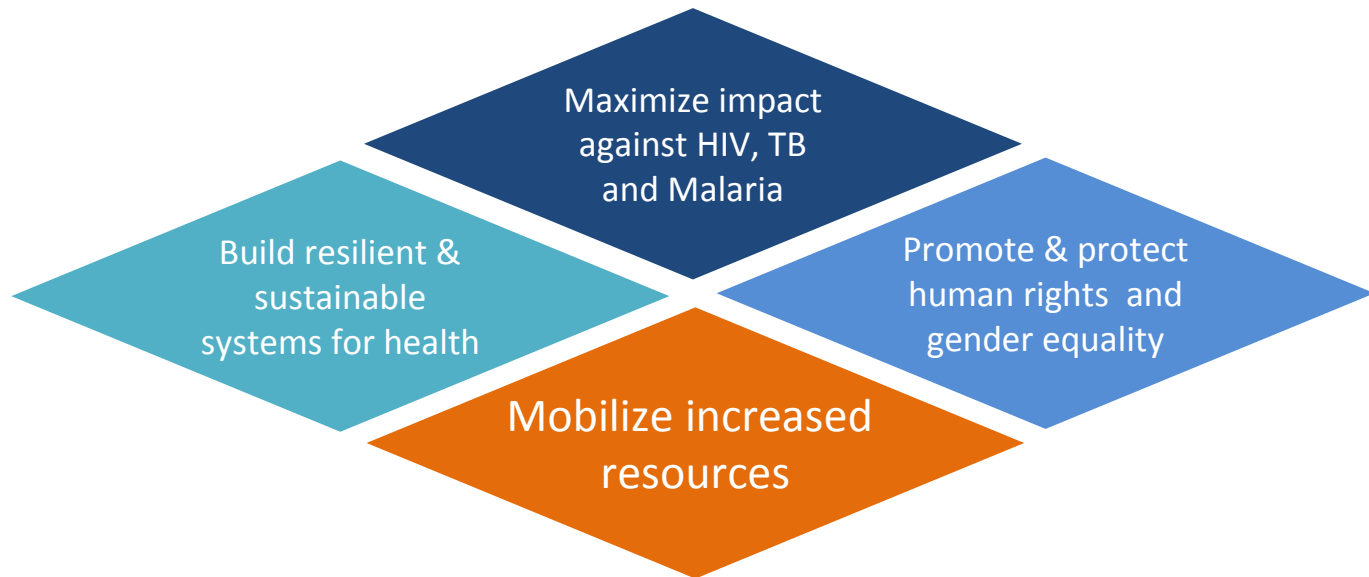 Maximize impact
against HIV, TB
and Malaria
Build resilient &
sustainable
systems for health
Promote & protect
human rights  and
gender equality
Mobilize increased
resources